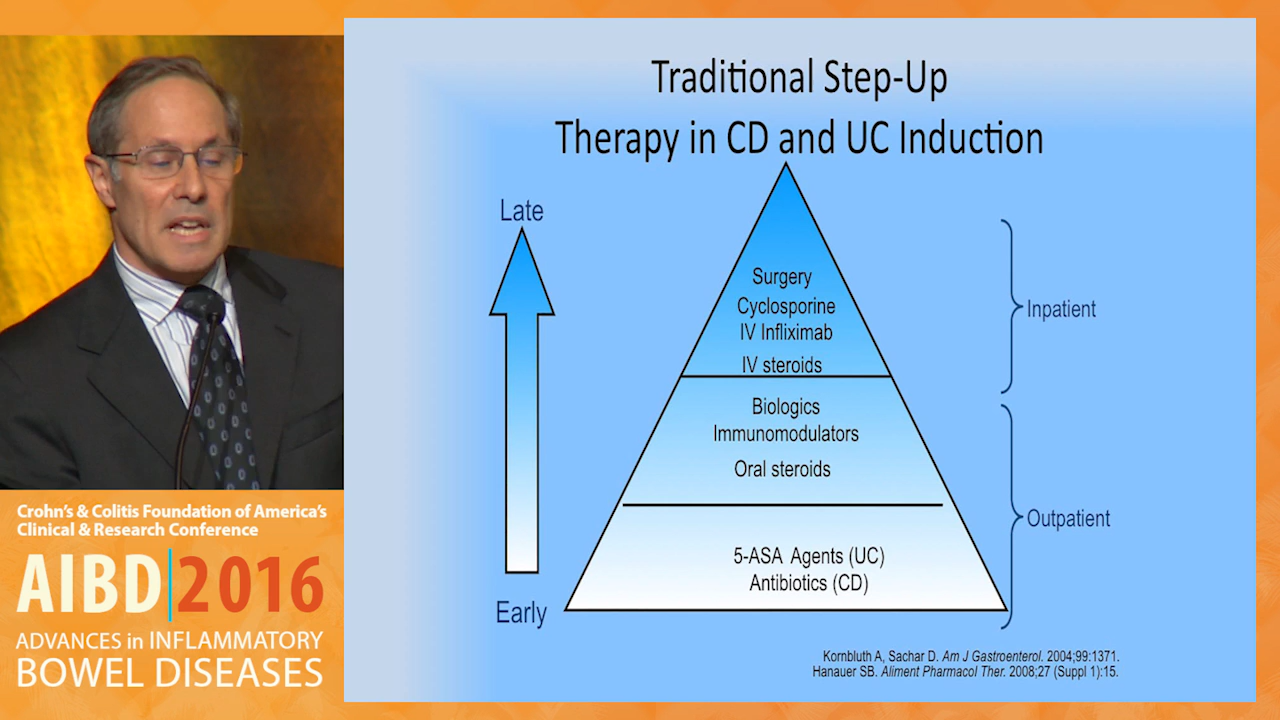 Traditional Step-Up
Therapy in CD and UC Induction
Late
Surgery
Cyclosporine
IV Infliximab
IV steroids
Inpatient
Biologics
Immunomodulators
Oral steroids
Outpatient
5-ASA Agents (UC)
Antibiotics (CD)
Early
Kornbluth A, Sachar D. Am J Gastroenterol. 2004;99:1371.
Hanauer SB. Aliment Pharmacol Ther. 2008;27 (Suppl 1):15.
Crohn's & Colitis Foundation of America's
Clinical & Research Conference
AIBD|2016
ADVANCES in INFLAMMATORY
BOWEL DISEASES